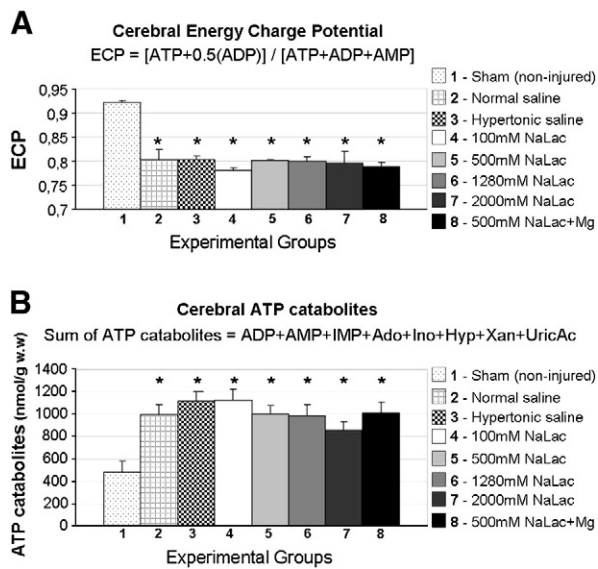 A
Cerebral Energy Charge Potential
ECP = [ATP+0.5(ADP)] / [ATP+ADP+AMP]
ECP
0,95
0,9
0,85
0,8
0,75
0,7
* * * * * * *
1 2 3 4 5 6 7 8
Experimental Groups
1 - Sham (non-injured)
2 - Normal saline
3 - Hypertonic saline
4 - 100mM NaLac
5 - 500mM NaLac
6 - 1280mM NaLac
7 - 2000mM NaLac
8 - 500mM NaLac+Mg
B
Cerebral ATP catabolites
Sum of ATP catabolites = ADP+AMP+IMP+Ado+Ino+Hyp+Xan+UricAc
ATP catabolites (nmol/g w.w)
1400
1200
1000
800
600
400
200
0
* * * * * * *
1 2 3 4 5 6 7 8
Experimental Groups
1 - Sham (non-injured)
2 - Normal saline
3 - Hypertonic saline
4 - 100mM NaLac
5 - 500mM NaLac
6 - 1280mM NaLac
7 - 2000mM NaLac
8 - 500mM NaLac+Mg